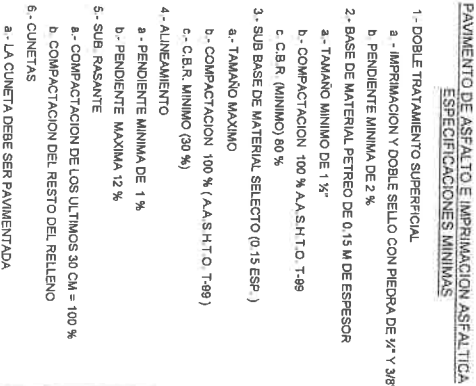 PAVIMENTO DE ASFALTO E IMPRIMACION ASFALTICA
ESPECIFICACIONES MINIMAS
1.- DOBLE TRATAMIENTO SUPERFICIAL
a.- IMPRIMACION Y DOBLE SELLO CON PIEDRA DE ¾" Y 3/8"
b. PENDIENTE MINIMA DE 2 %
2.- BASE DE MATERIAL PETREO DE 0.15 M DE ESPESOR
a.- TAMAÑO MINIMO DE 1 ½"
b.- COMPACTACION 100 % A.A.S.H.T.O. T-99
c. C.B.R. (MINIMO) 80 %
3.- SUB BASE DE MATERIAL SELECTO (0.15 ESP.)
a.- TAMAÑO MAXIMO
b.- COMPACTACION 100 % (A.A.S.H.T.O. T-99)
c.- C.B.R. MINIMO (30 %)
4.- ALINEAMIENTO
a.- PENDIENTE MINIMA DE 1 %
b.- PENDIENTE MAXIMA 12 %
5.- SUB. RASANTE
a.- COMPACTACION DE LOS ULTIMOS 30 CM = 100 %
b. COMPACTACION DEL RESTO DEL RELLENO
6.- CUNETAS
a.- LA CUNETA DEBE SER PAVIMENTADA